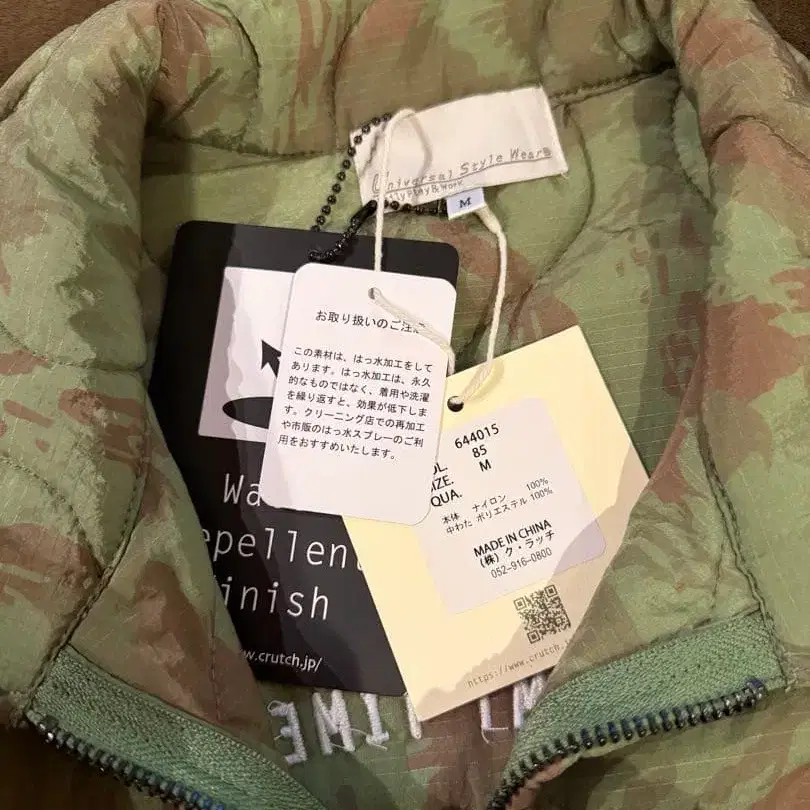 Universal Style Wear®
Play & Work
M
お取り扱いのご注意
この素材は、はっ水加工をして
あります。はっ水加工は、永久
的なものではなく、着用や洗濯
を繰り返すと、効果が低下しま
す。クリーニング店での再加工
や市販のはっ水スプレーのご利
用をおすすめいたします。
Wa
epellent
inish
w.crutch.jp/
644015
OL. 85
SIZE. M
QUA.
本体 ナイロン 100%
中わた ポリエステル 100%
MADE IN CHINA
(株) ク・ラッチ
052-916-0800
https://www.crutch.j